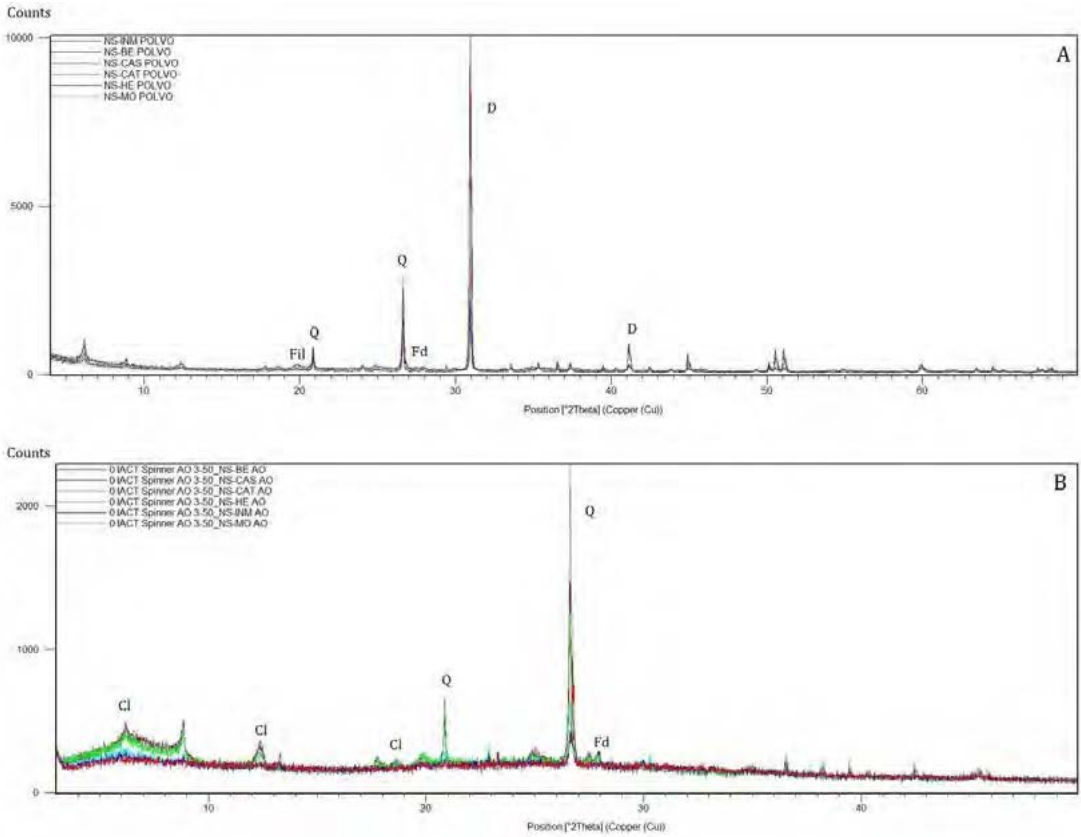 Counts
10000
NS-INM POLVO
NS-BE POLVO
NS-CAS POLVO
NS-CAT POLVO
NS-HE POLVO
NS-MO POLVO
A
D
5000
Q
Fil Q Fd D
0
10 20 30 40 50 60
Position [°2Theta] (Copper (Cu))
Counts
0 IACT Spinner AO 3-50_NS-BE AO
0 IACT Spinner AO 3-50_NS-CAS AO
0 IACT Spinner AO 3-50_NS-CAT AO
0 IACT Spinner AO 3-50_NS-HE AO
0 IACT Spinner AO 3-50_NS-INM AO
0 IACT Spinner AO 3-50_NS-MO AO
B
2000
Q
1000
Q
Cl Cl Cl Fd
0
10 20 30 40
Position [°2Theta] (Copper (Cu))